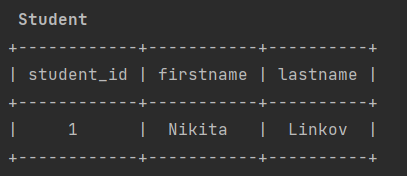 Student
+------------+-----------+----------+
| student_id | firstname | lastname |
+------------+-----------+----------+
|     1      |  Nikita   |  Linkov  |
+------------+-----------+----------+